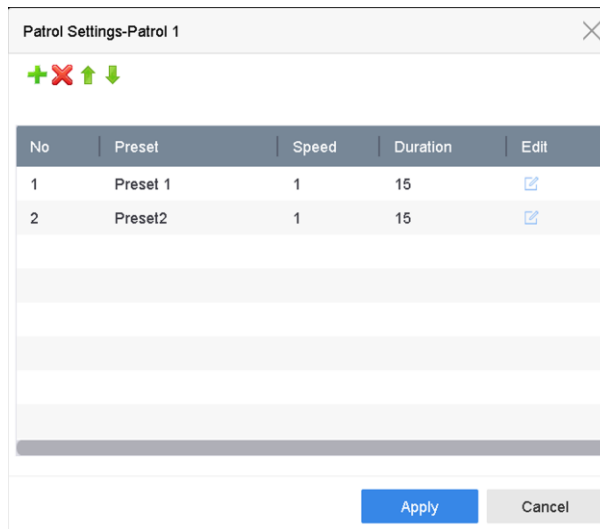 Patrol Settings-Patrol 1
No Preset Speed Duration Edit
1 Preset 1 1 15
2 Preset2 1 15
Apply Cancel